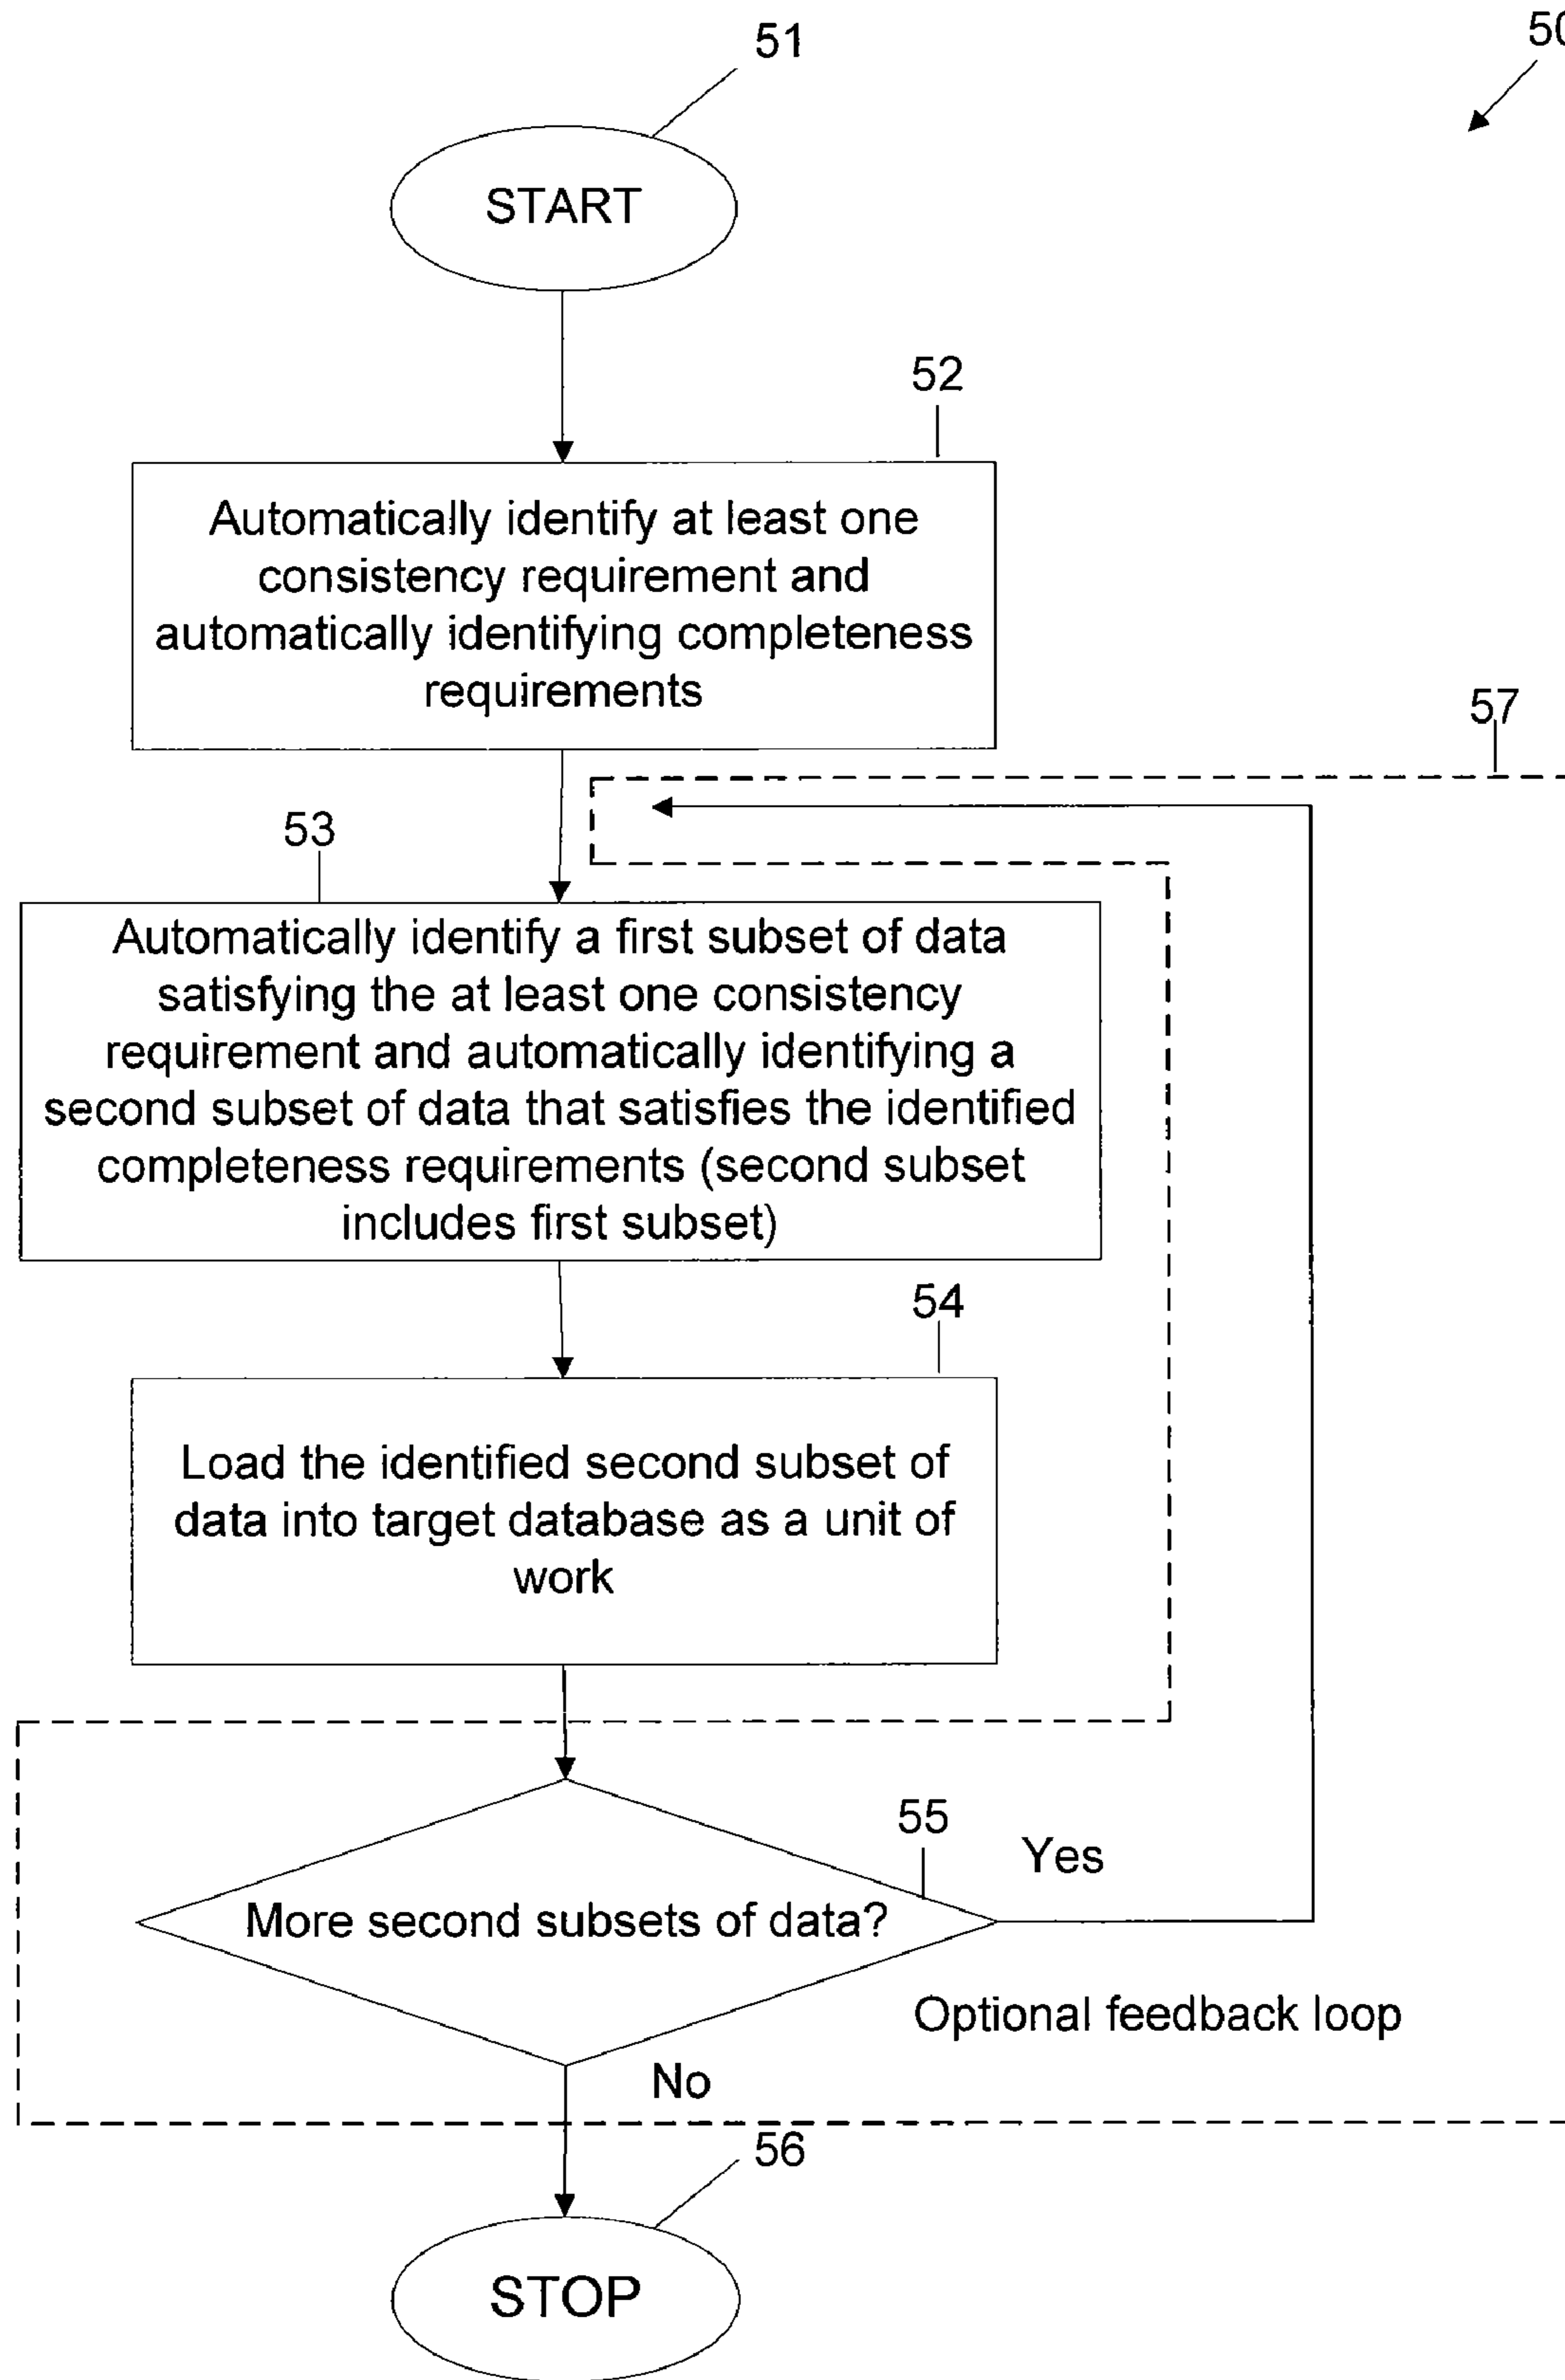 51
50
START
52
Automatically identify at least one
consistency requirement and
automatically identifying completeness
requirements
57
53
Automatically identify a first subset of data
satisfying the at least one consistency
requirement and automatically identifying a
second subset of data that satisfies the identified
completeness requirements (second subset
includes first subset)
54
Load the identified second subset of
data into target database as a unit of
work
55
Yes
More second subsets of data?
Optional feedback loop
No
56
STOP